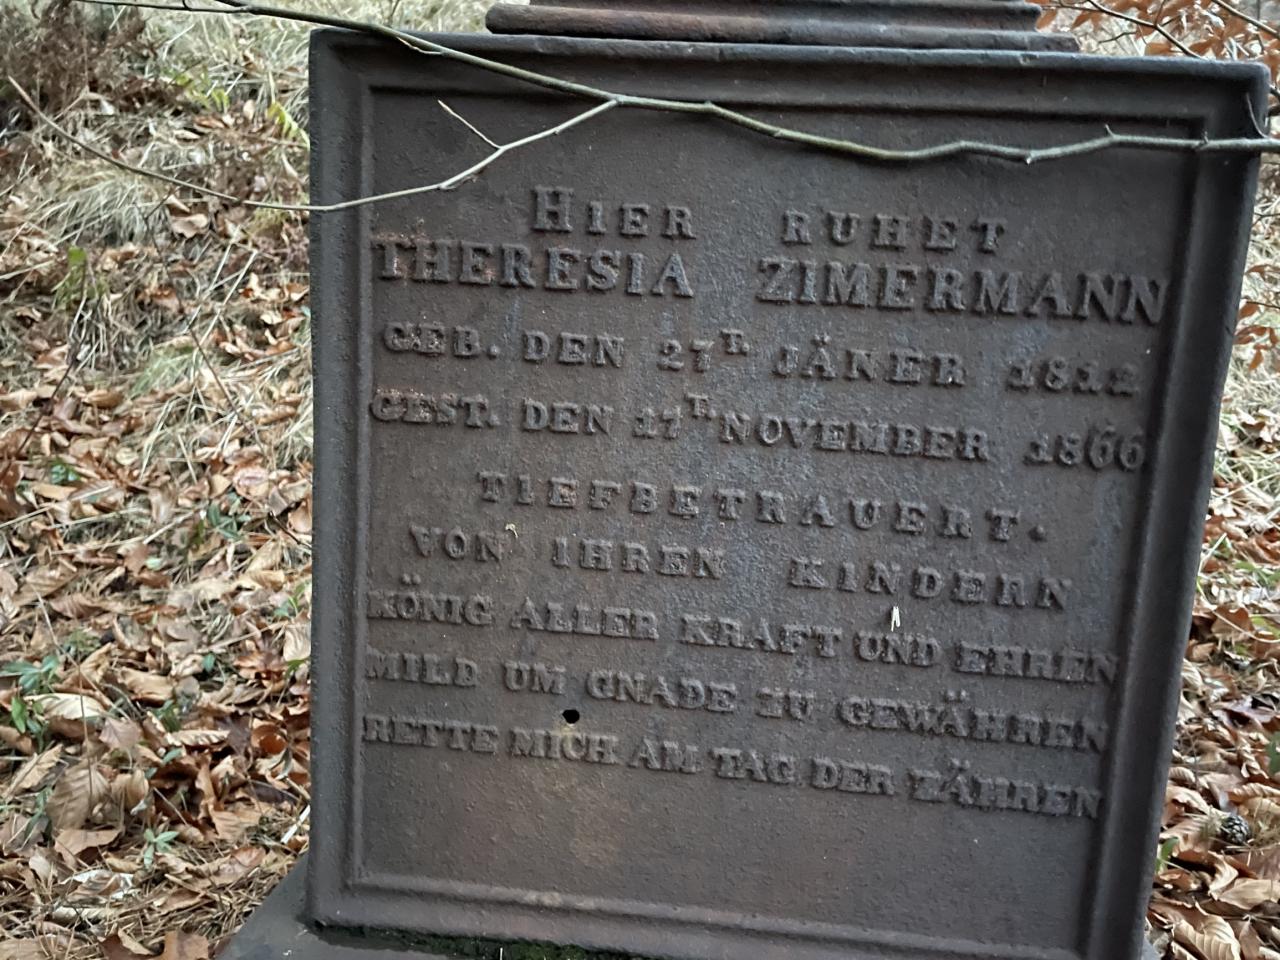 HIER RUHET
THERESIA ZIMERMANN
GEB. DEN 27T. JÄNER 1812
GEST. DEN 17T. NOVEMBER 1866
TIEFBETRAUERT.
VON IHREN KINDERN
KÖNIG ALLER KRAFT UND EHREN
MILD UM GNADE ZU GEWÄHREN
RETTE MICH AM TAG DER ZÄHREN